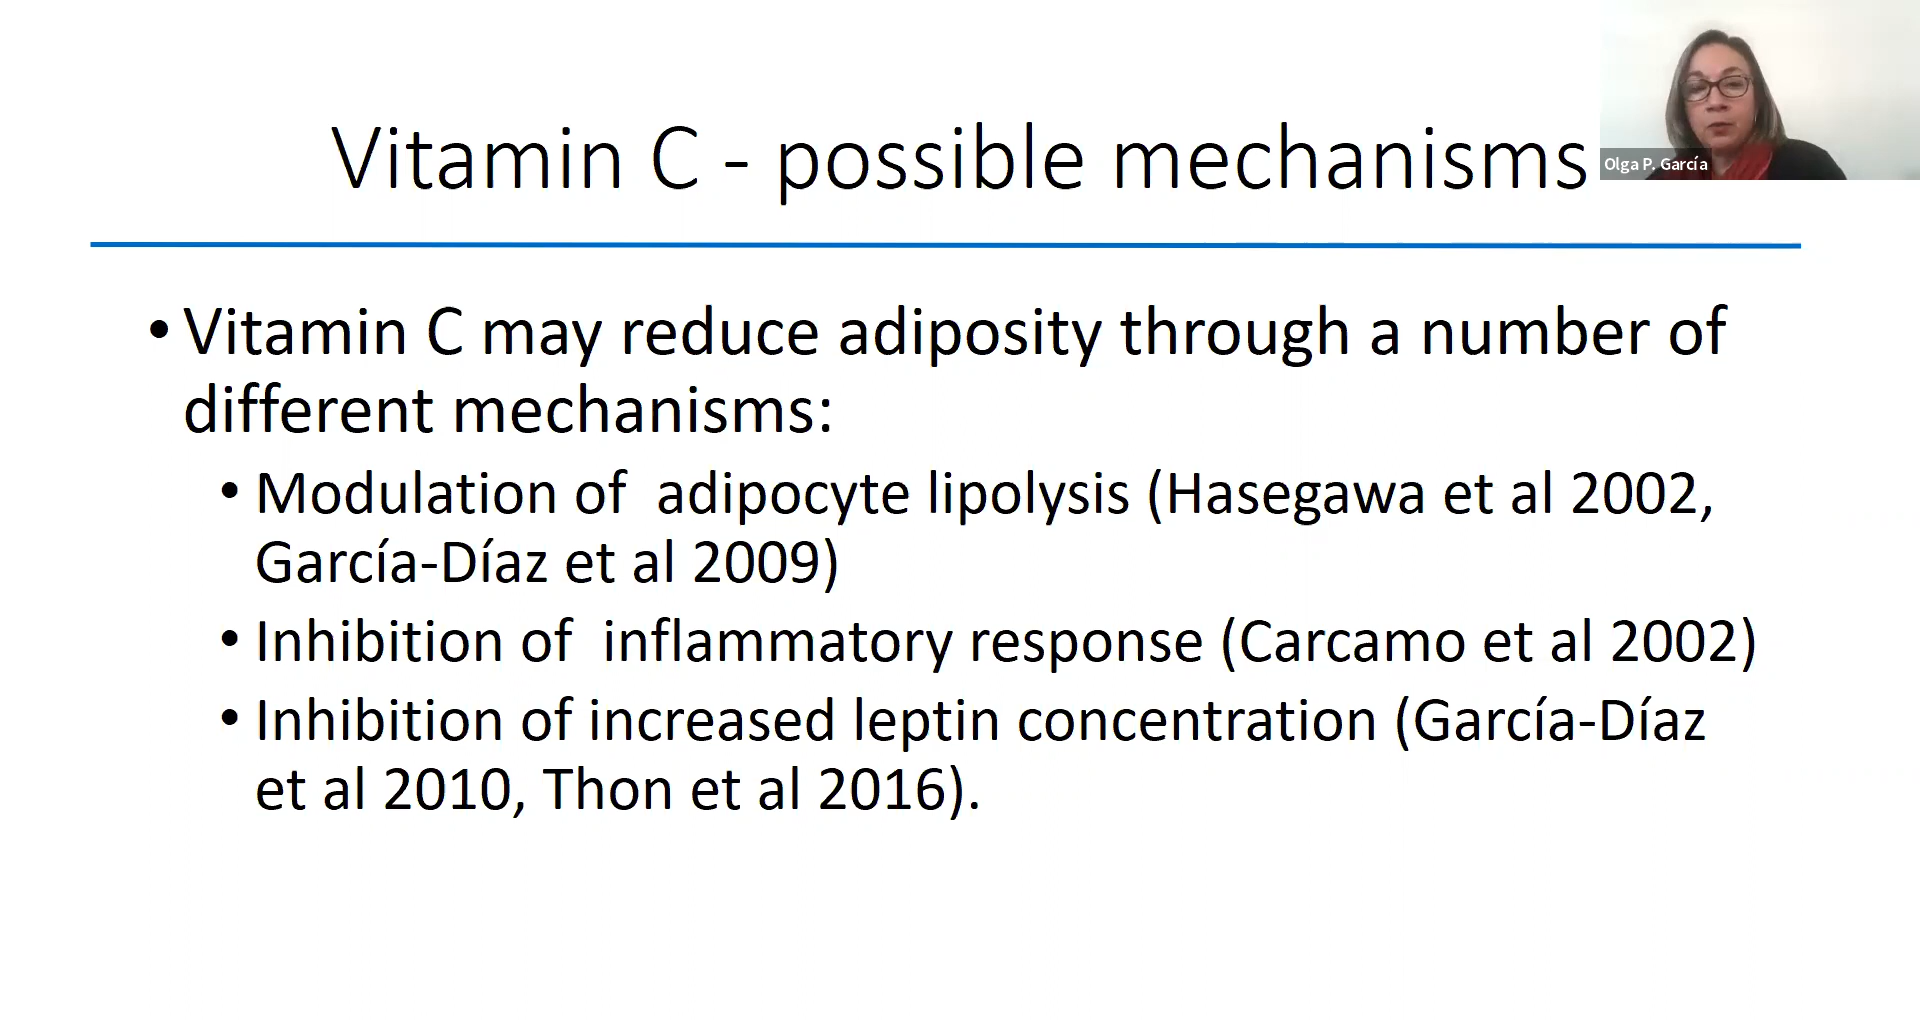 Vitamin C - possible mechanisms
Olga P. García
• Vitamin C may reduce adiposity through a number of
different mechanisms:
• Modulation of  adipocyte lipolysis (Hasegawa et al 2002,
García-Díaz et al 2009)
• Inhibition of  inflammatory response (Carcamo et al 2002)
• Inhibition of increased leptin concentration (García-Díaz
et al 2010, Thon et al 2016).